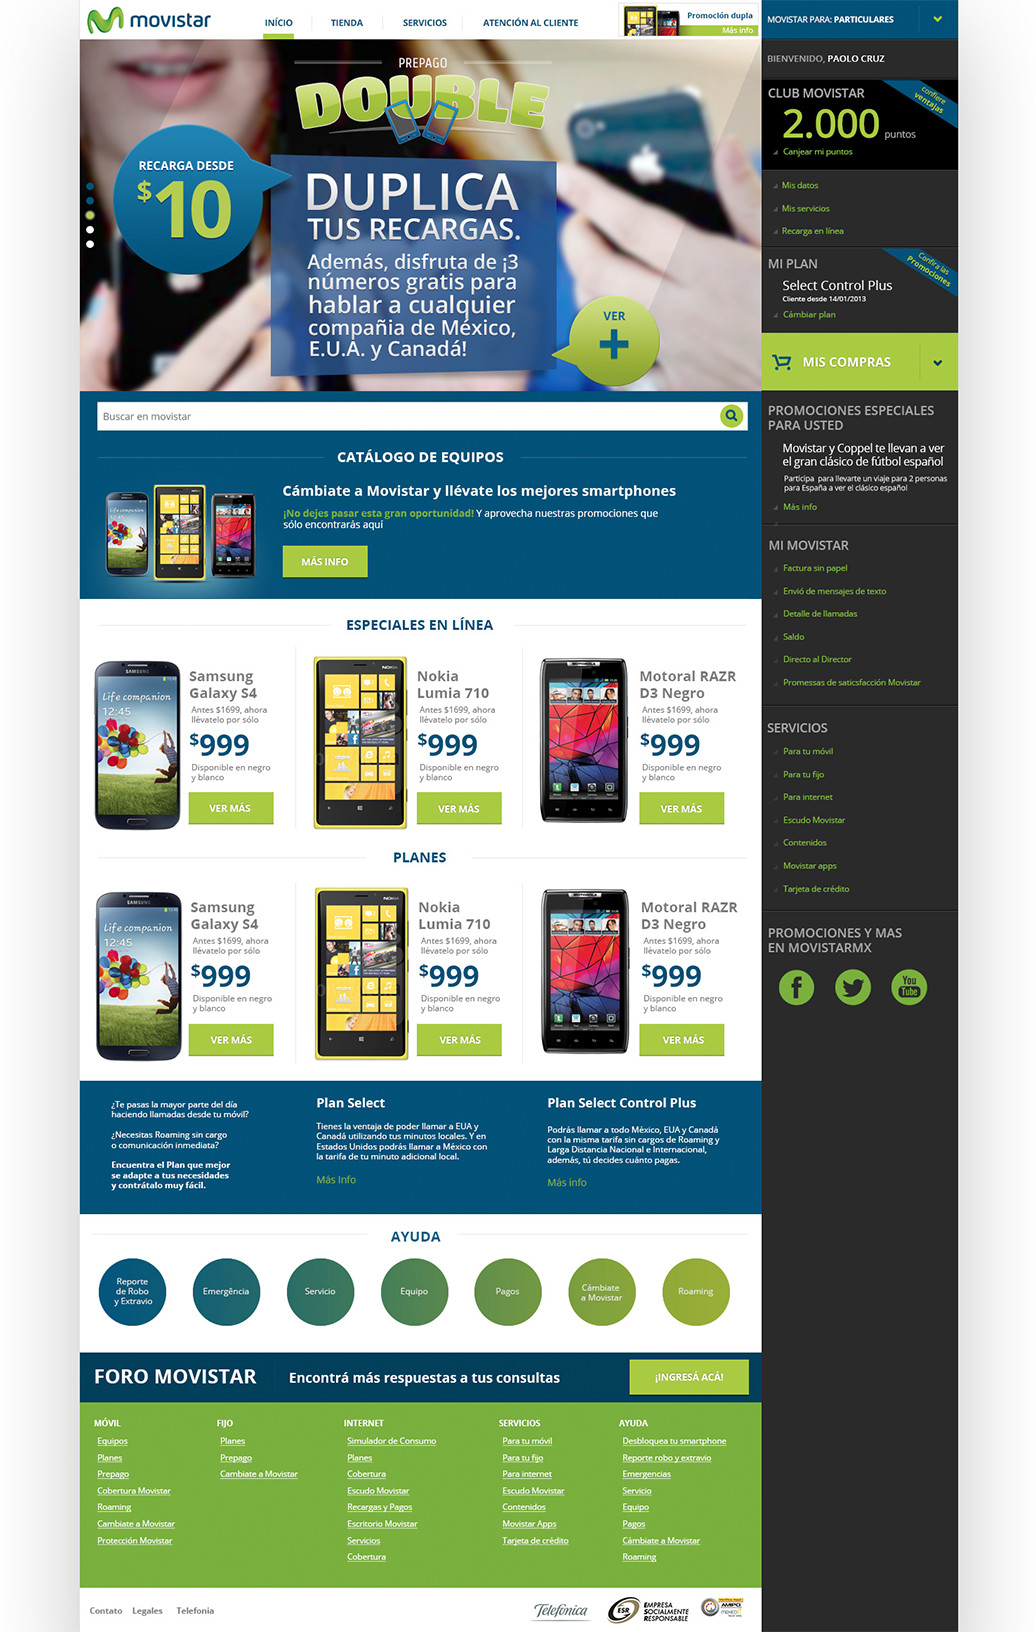 movistar
INÍCIO
TIENDA
SERVICIOS
ATENCIÓN AL CLIENTE
Promoción dupla
Más info
PREPAGO
DOUBLE
RECARGA DESDE
$10
DUPLICA
TUS RECARGAS.
Además, disfruta de ¡3
números gratis para
hablar a cualquier
compañia de México,
E.U.A. y Canadá!
VER
+
Buscar en movistar
CATÁLOGO DE EQUIPOS
Cámbiate a Movistar y llévate los mejores smartphones
¡No dejes pasar esta gran oportunidad! Y aprovecha nuestras promociones que
sólo encontrarás aquí
MÁS INFO
ESPECIALES EN LÍNEA
SAMSUNG
Life companion
12:45
Samsung
Galaxy S4
Antes $1699, ahora
llévatelo por sólo
$999
Disponible en negro
y blanco
VER MÁS
NOKIA
Nokia
Lumia 710
Antes $1699, ahora
llévatelo por sólo
$999
Disponible en negro
y blanco
VER MÁS
Motoral RAZR
D3 Negro
Antes $1699, ahora
llévatelo por sólo
$999
Disponible en negro
y blanco
VER MÁS
PLANES
SAMSUNG
Life companion
12:45
Samsung
Galaxy S4
Antes $1699, ahora
llévatelo por sólo
$999
Disponible en negro
y blanco
VER MÁS
NOKIA
Nokia
Lumia 710
Antes $1699, ahora
llévatelo por sólo
$999
Disponible en negro
y blanco
VER MÁS
Motoral RAZR
D3 Negro
Antes $1699, ahora
llévatelo por sólo
$999
Disponible en negro
y blanco
VER MÁS
¿Te pasas la mayor parte del día
haciendo llamadas desde tu móvil?
¿Necesitas Roaming sin cargo
o comunicación inmediata?
Encuentra el Plan que mejor
se adapte a tus necesidades
y contrátalo muy fácil.
Plan Select
Tienes la ventaja de poder llamar a EUA y
Canadá utilizando tus minutos locales. Y en
Estados Unidos podrás llamar a México con
la tarifa de tu minuto adicional local.
Más Info
Plan Select Control Plus
Podrás llamar a todo México, EUA y Canadá
con la misma tarifa sin cargos de Roaming y
Larga Distancia Nacional e Internacional,
además, tú decides cuánto pagas.
Más info
AYUDA
Reporte
de Robo
y Extravio
Emergência
Servicio
Equipo
Pagos
Cámbiate
a Movistar
Roaming
FORO MOVISTAR
Encontrá más respuestas a tus consultas
¡INGRESÁ ACÁ!
MÓVIL
Equipos
Planes
Prepago
Cobertura Movistar
Roaming
Cambiate a Movistar
Protección Movistar
FIJO
Planes
Prepago
Cambiate a Movistar
INTERNET
Simulador de Consumo
Planes
Cobertura
Escudo Movistar
Recargas y Pagos
Escritorio Movistar
Servicios
Cobertura
SERVICIOS
Para tu móvil
Para tu fijo
Para internet
Escudo Movistar
Contenidos
Movistar Apps
Tarjeta de crédito
AYUDA
Desbloquea tu smartphone
Reporte robo y extravio
Emergencias
Servicio
Equipo
Pagos
Cámbiate a Movistar
Roaming
Contato
Legales
Telefonia
Telefónica
ESR
EMPRESA
SOCIALMENTE
RESPONSABLE
MOVISTAR PARA: PARTICULARES
BIENVENIDO, PAOLO CRUZ
CLUB MOVISTAR
Confiere
ventajas
2.000 puntos
Canjear mi puntos
Mis datos
Mis servicios
Recarga en línea
MI PLAN
Confira las
Promociones
Select Control Plus
Cliente desde 14/01/2013
Cámbiar plan
MIS COMPRAS
PROMOCIONES ESPECIALES
PARA USTED
Movistar y Coppel te llevan a ver
el gran clásico de fútbol español
Participa para llevarte un viaje para 2 personas
para España a ver el clásico español
Más info
MI MOVISTAR
Factura sin papel
Envió de mensajes de texto
Detalle de llamadas
Saldo
Directo al Director
Promessas de saticsfacción Movistar
SERVICIOS
Para tu móvil
Para tu fijo
Para internet
Escudo Movistar
Contenidos
Movistar apps
Tarjeta de crédito
PROMOCIONES Y MAS
EN MOVISTARMX
You
Tube